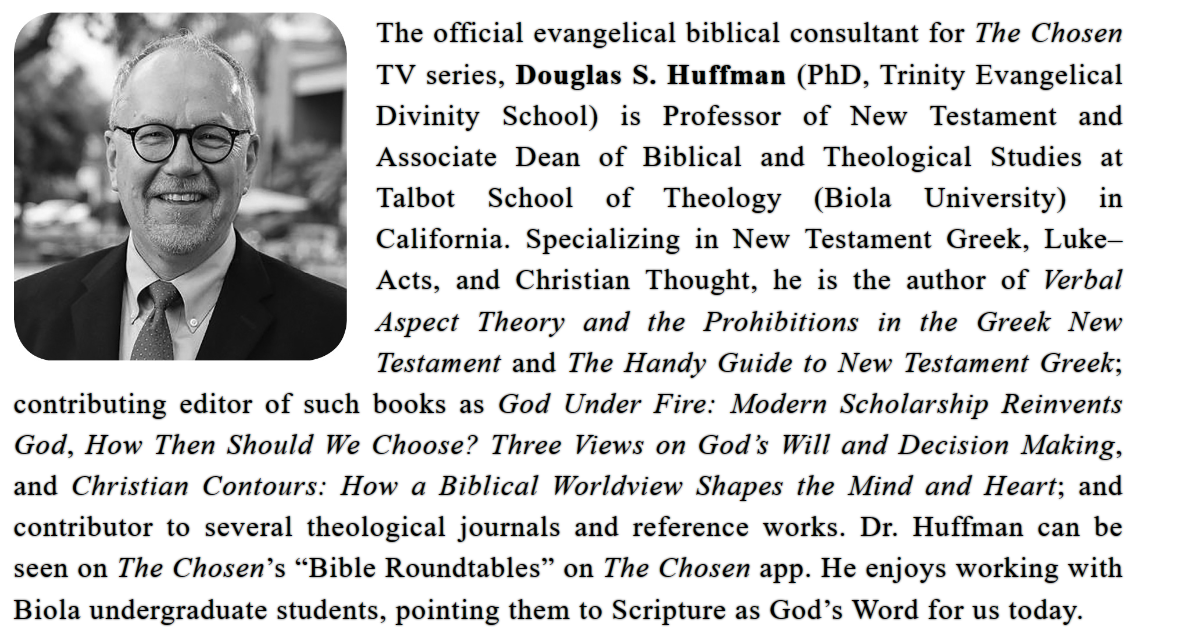 The official evangelical biblical consultant for The Chosen
TV series, Douglas S. Huffman (PhD, Trinity Evangelical
Divinity School) is Professor of New Testament and
Associate Dean of Biblical and Theological Studies at
Talbot School of Theology (Biola University) in
California. Specializing in New Testament Greek, Luke–
Acts, and Christian Thought, he is the author of Verbal
Aspect Theory and the Prohibitions in the Greek New
Testament and The Handy Guide to New Testament Greek;
contributing editor of such books as God Under Fire: Modern Scholarship Reinvents
God, How Then Should We Choose? Three Views on God’s Will and Decision Making,
and Christian Contours: How a Biblical Worldview Shapes the Mind and Heart; and
contributor to several theological journals and reference works. Dr. Huffman can be
seen on The Chosen’s “Bible Roundtables” on The Chosen app. He enjoys working with
Biola undergraduate students, pointing them to Scripture as God’s Word for us today.